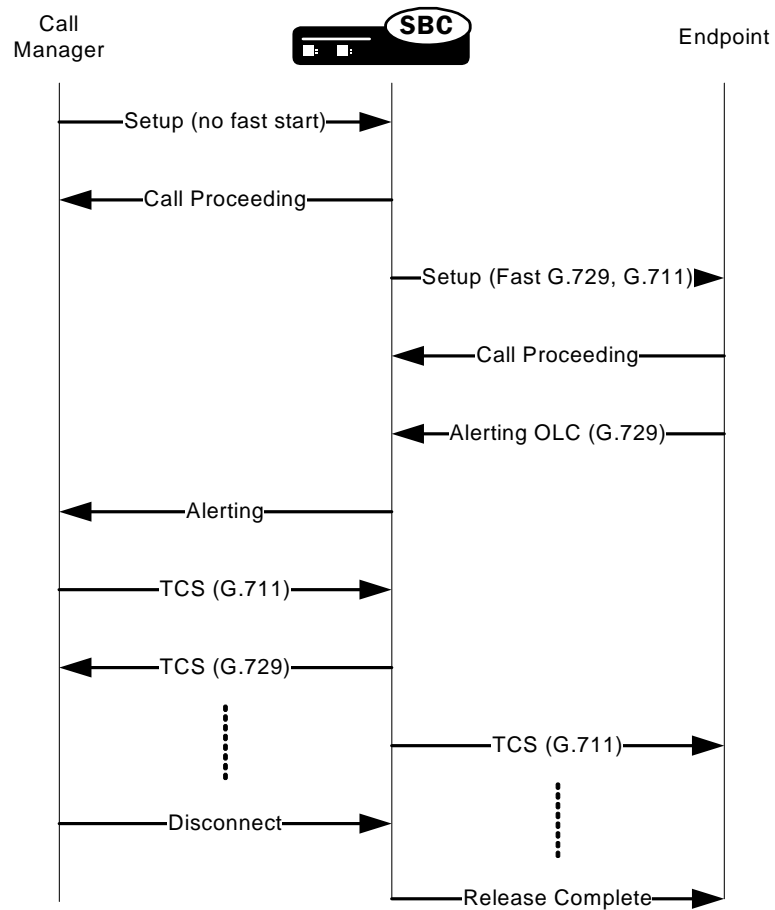 Call
Manager
SBC
Endpoint
Setup (no fast start)
Call Proceeding
Setup (Fast G.729, G.711)
Call Proceeding
Alerting OLC (G.729)
Alerting
TCS (G.711)
TCS (G.729)
TCS (G.711)
Disconnect
Release Complete